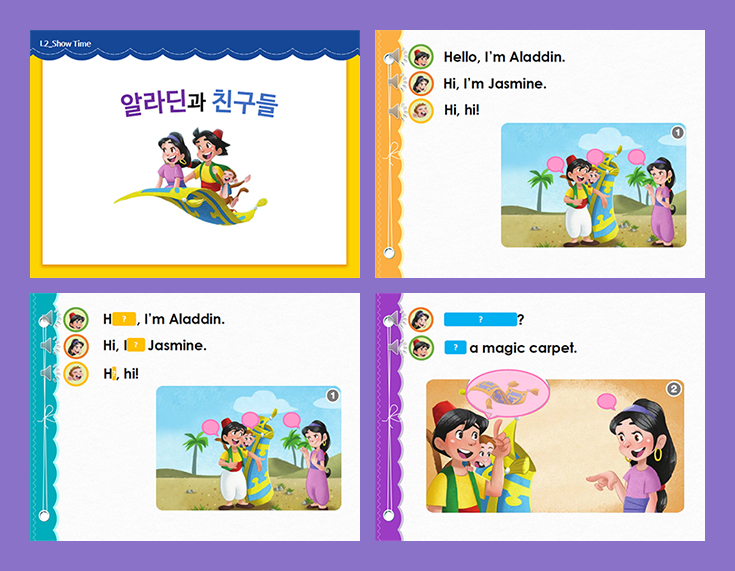 L2_Show Time
알라딘과 친구들
Hello, I'm Aladdin.
Hi, I'm Jasmine.
Hi, hi!
1
H ? , I'm Aladdin.
Hi, I ? Jasmine.
H ? , hi!
1
? ?
? a magic carpet.
2